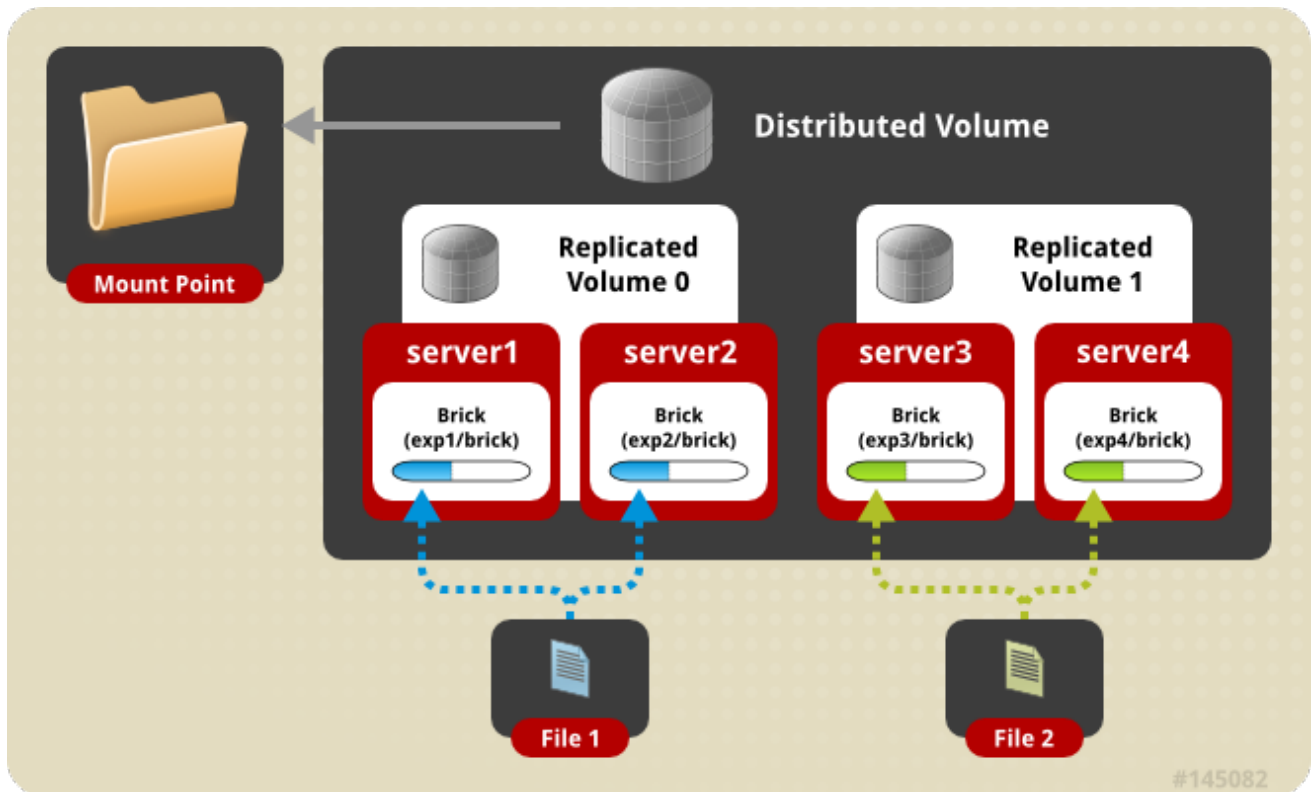 Distributed Volume
Mount Point
Replicated
Volume 0
Replicated
Volume 1
server1
server2
server3
server4
Brick
(exp1/brick)
Brick
(exp2/brick)
Brick
(exp3/brick)
Brick
(exp4/brick)
File 1
File 2
#145082